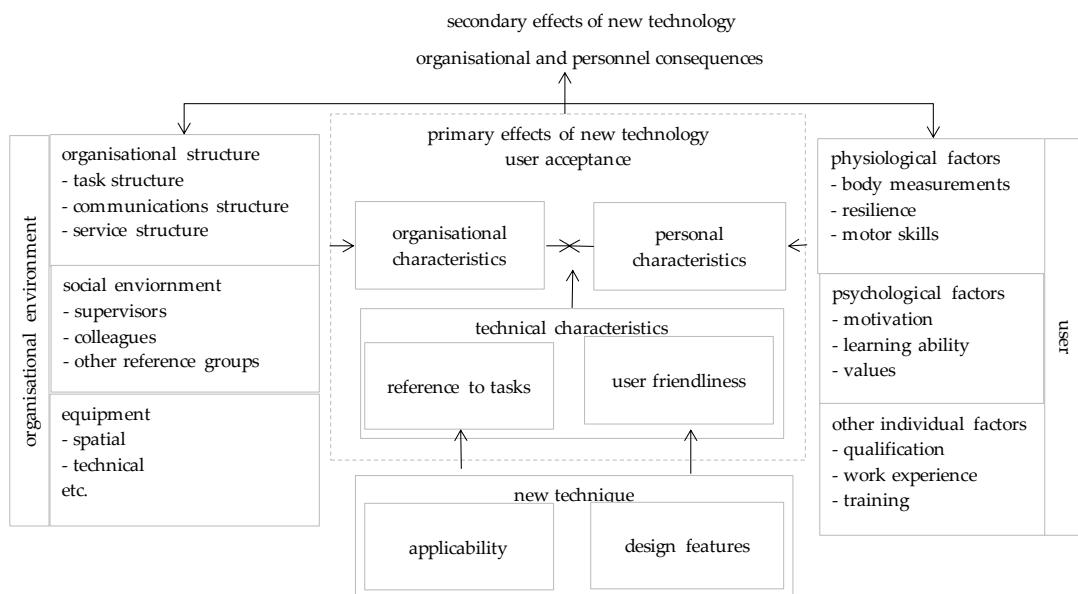 secondary effects of new technology
organisational and personnel consequences
organisational environment
organisational structure
- task structure
- communications structure
- service structure
social enviornment
- supervisors
- colleagues
- other reference groups
equipment
- spatial
- technical
etc.
primary effects of new technology
user acceptance
organisational
characteristics
personal
characteristics
technical characteristics
reference to tasks
user friendliness
new technique
applicability
design features
physiological factors
- body measurements
- resilience
- motor skills
psychological factors
- motivation
- learning ability
- values
other individual factors
- qualification
- work experience
- training
user